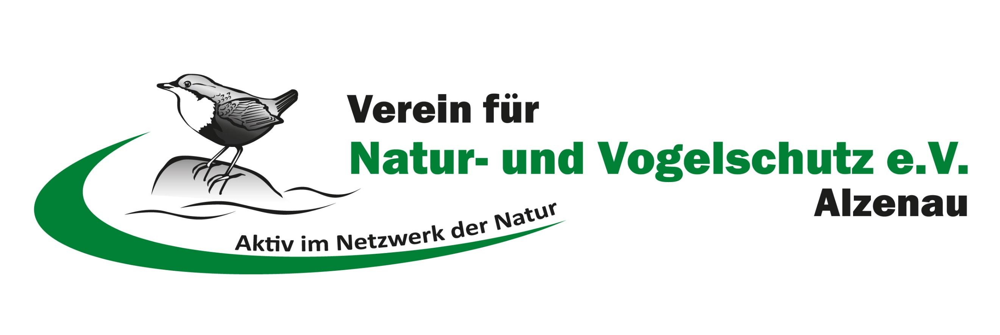 Verein für
Natur- und Vogelschutz e.V.
Alzenau
Aktiv im Netzwerk der Natur